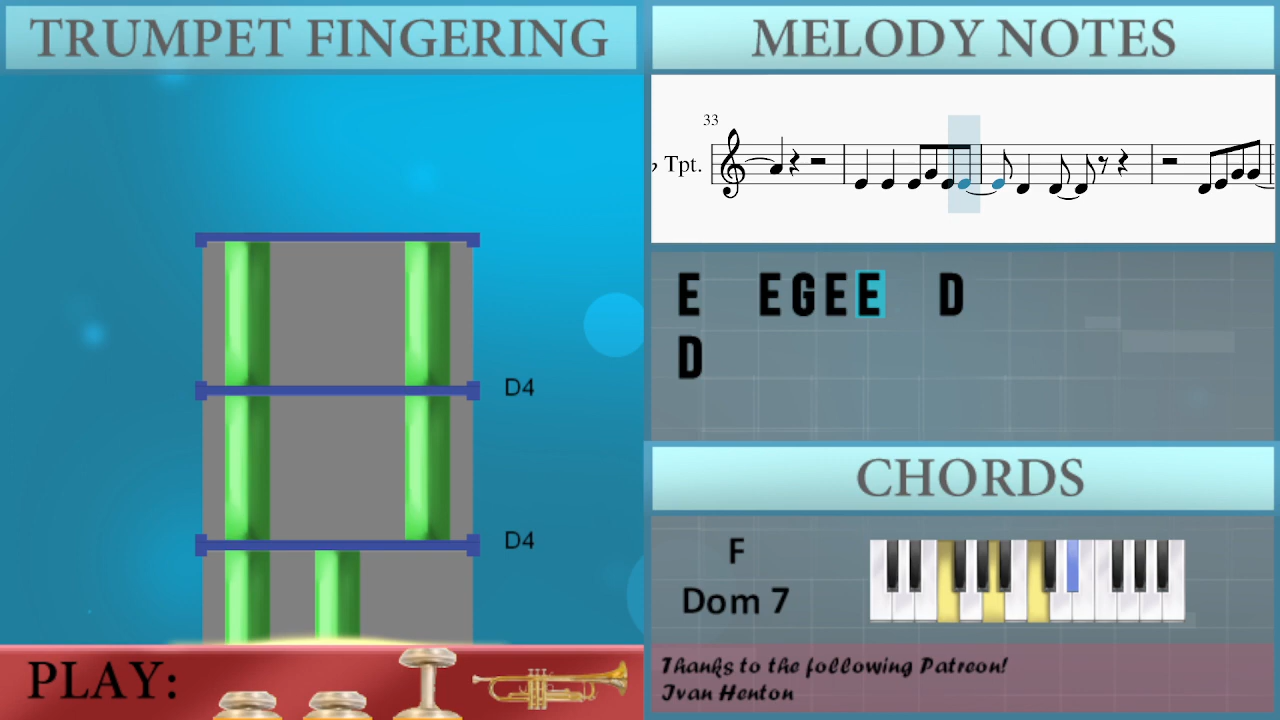 TRUMPET FINGERING
D4
D4
PLAY:
MELODY NOTES
33
♭ Tpt.
E EGEE D
D
CHORDS
F
Dom 7
Thanks to the following Patreon!
Ivan Henton